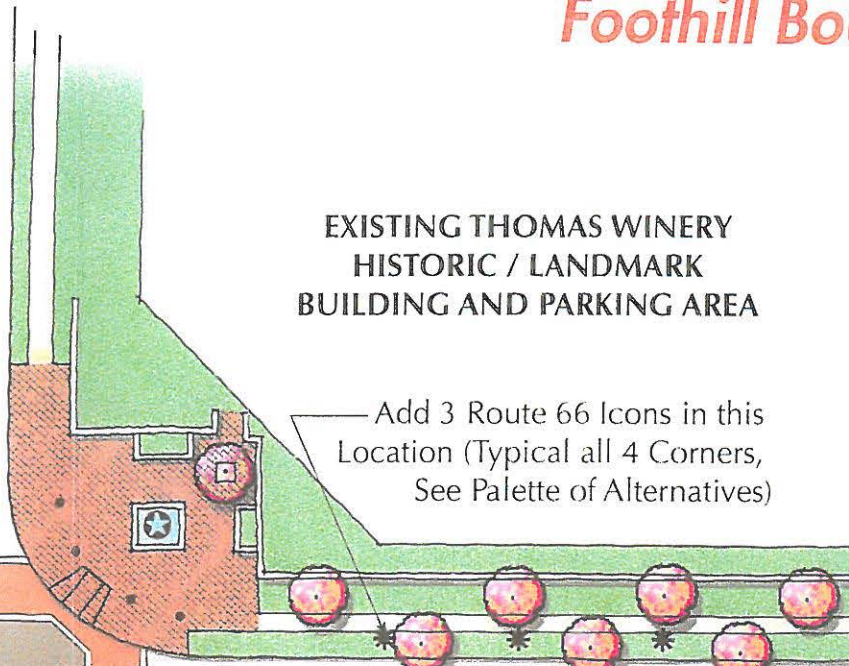 Foothill Bo
EXISTING THOMAS WINERY
HISTORIC / LANDMARK
BUILDING AND PARKING AREA
Add 3 Route 66 Icons in this
Location (Typical all 4 Corners,
See Palette of Alternatives)